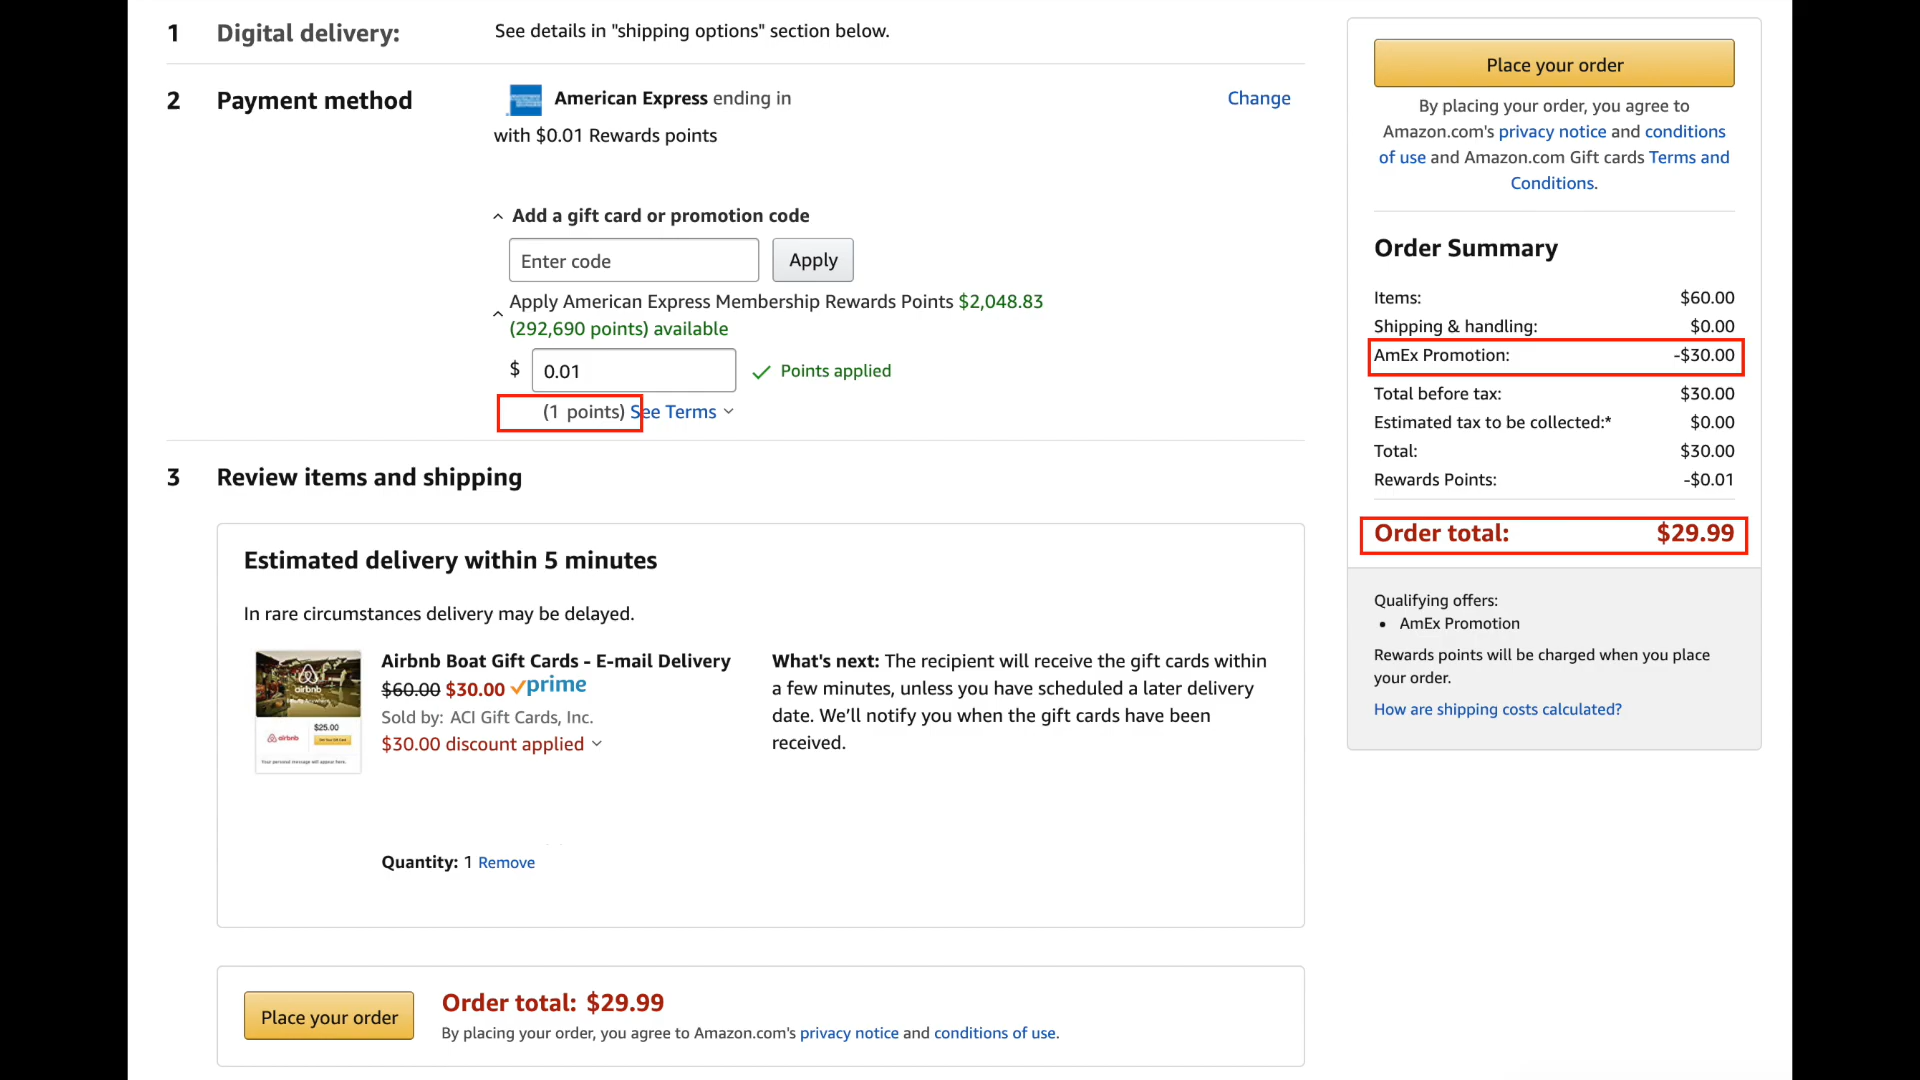 1 Digital delivery: See details in "shipping options" section below.
2 Payment method American Express ending in Change
with $0.01 Rewards points
Add a gift card or promotion code
Enter code Apply
Apply American Express Membership Rewards Points $2,048.83
(292,690 points) available
$ 0.01 Points applied
(1 points) See Terms
3 Review items and shipping
Estimated delivery within 5 minutes
In rare circumstances delivery may be delayed.
airbnb
$25.00
airbnb
Your personal message will appear here.
Airbnb Boat Gift Cards - E-mail Delivery
$60.00 $30.00 prime
Sold by: ACI Gift Cards, Inc.
$30.00 discount applied
What's next: The recipient will receive the gift cards within
a few minutes, unless you have scheduled a later delivery
date. We'll notify you when the gift cards have been
received.
Quantity: 1 Remove
Place your order Order total: $29.99
By placing your order, you agree to Amazon.com's privacy notice and conditions of use.
Place your order
By placing your order, you agree to
Amazon.com's privacy notice and conditions
of use and Amazon.com Gift cards Terms and
Conditions.
Order Summary
Items: $60.00
Shipping & handling: $0.00
AmEx Promotion: -$30.00
Total before tax: $30.00
Estimated tax to be collected:* $0.00
Total: $30.00
Rewards Points: -$0.01
Order total: $29.99
Qualifying offers:
• AmEx Promotion
Rewards points will be charged when you place
your order.
How are shipping costs calculated?